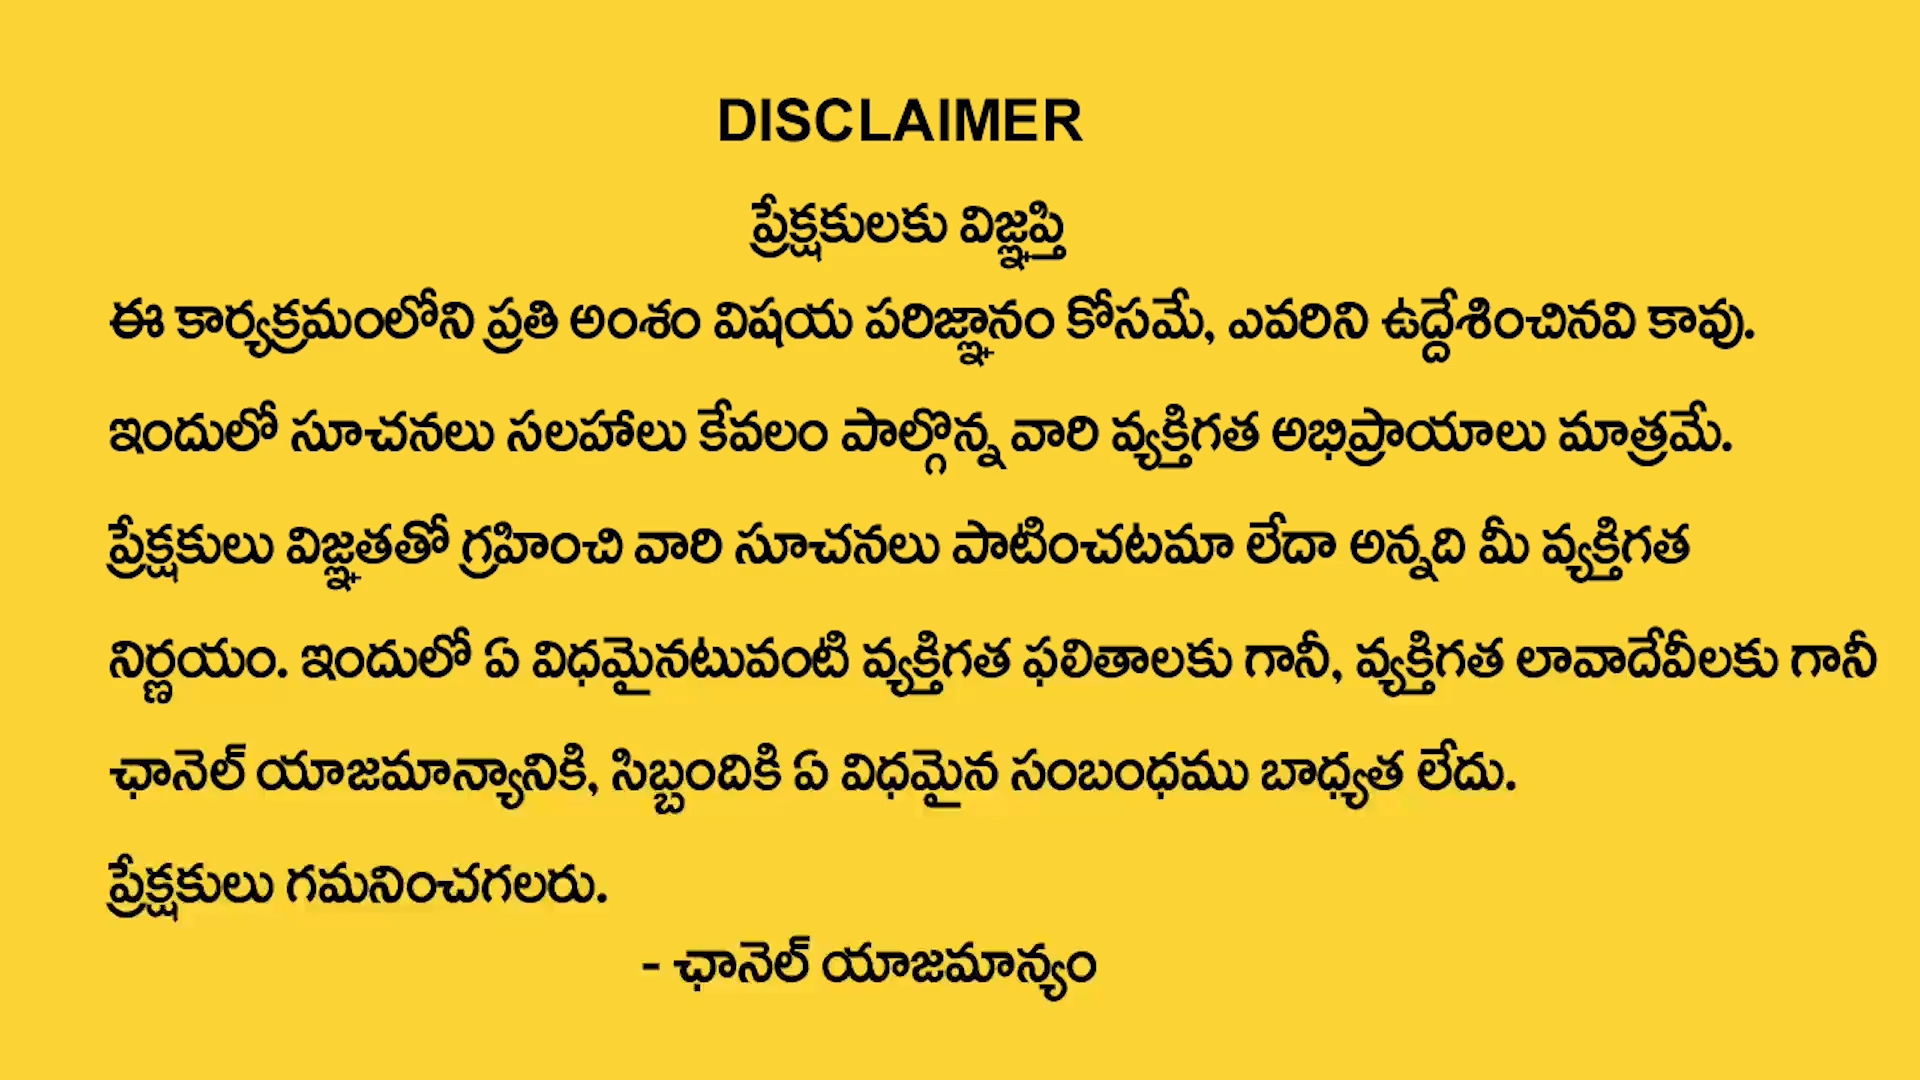 DISCLAIMER
ప్రేక్షకులకు విజ్ఞప్తి
ఈ కార్యక్రమంలోని ప్రతి అంశం విషయ పరిజ్ఞానం కోసమే, ఎవరిని ఉద్దేశించినవి కావు.
ఇందులో సూచనలు సలహాలు కేవలం పాల్గొన్న వారి వ్యక్తిగత అభిప్రాయాలు మాత్రమే.
ప్రేక్షకులు విజ్ఞతతో గ్రహించి వారి సూచనలు పాటించటమా లేదా అన్నది మీ వ్యక్తిగత
నిర్ణయం. ఇందులో ఏ విధమైనటువంటి వ్యక్తిగత ఫలితాలకు గానీ, వ్యక్తిగత లావాదేవీలకు గానీ
ఛానెల్ యాజమాన్యానికి, సిబ్బందికి ఏ విధమైన సంబంధము బాధ్యత లేదు.
ప్రేక్షకులు గమనించగలరు.
- ఛానెల్ యాజమాన్యం